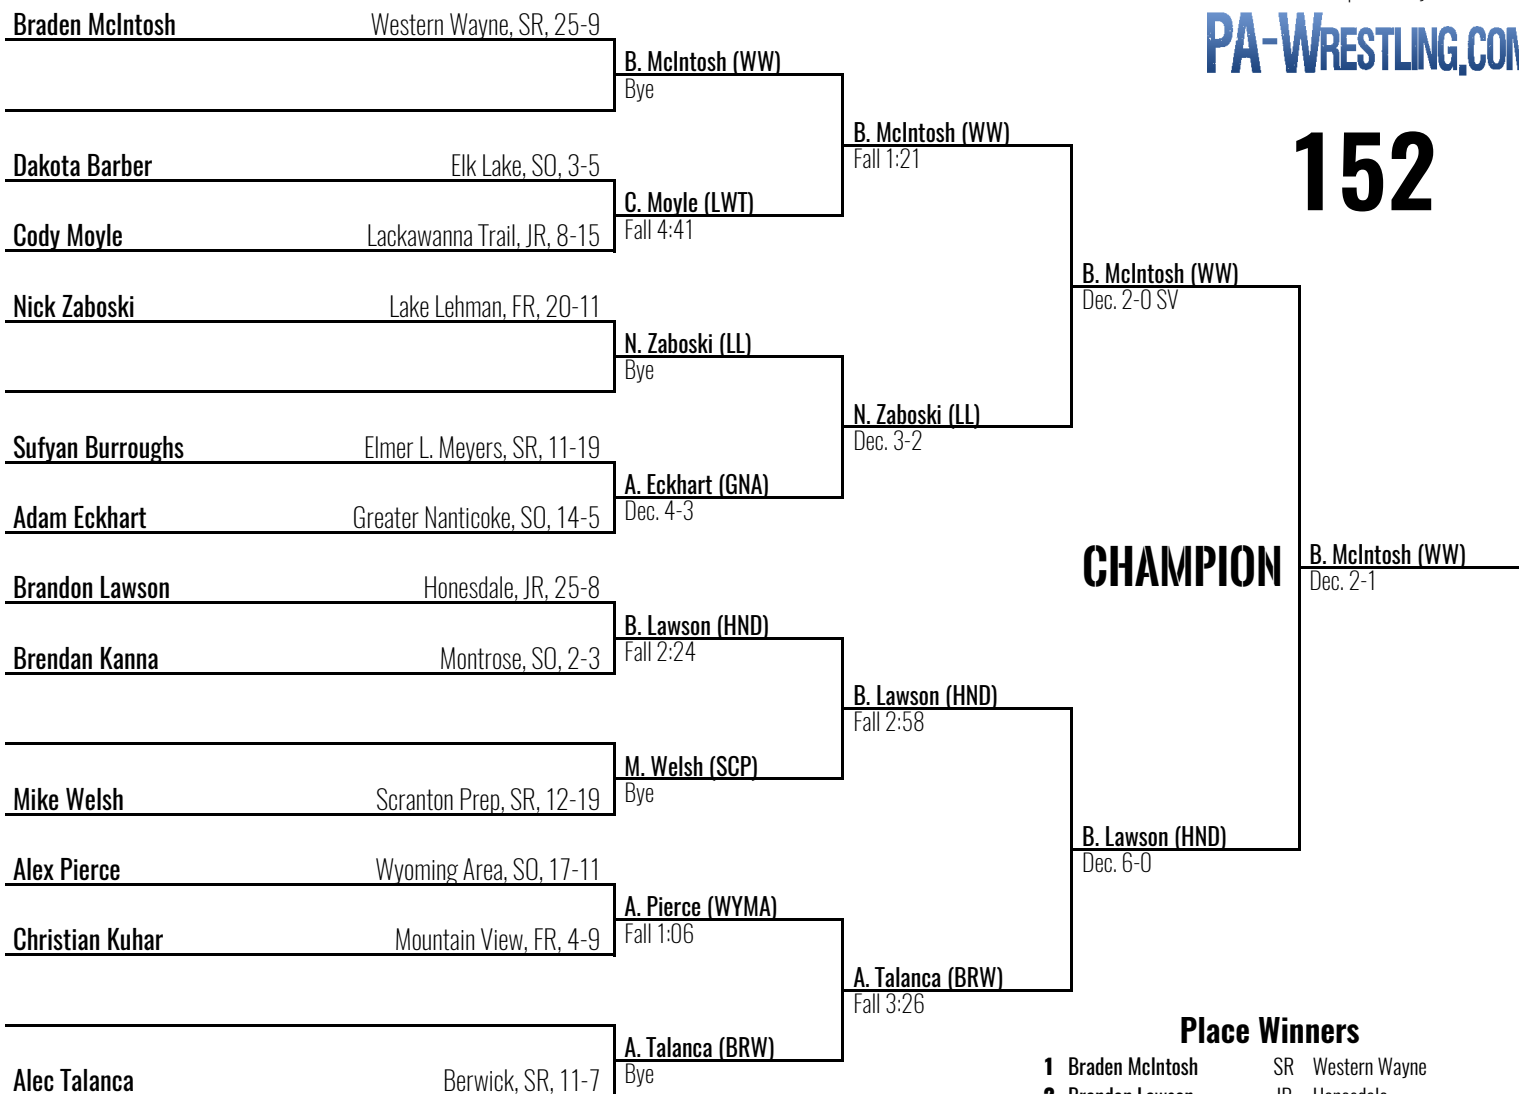 PA-WRESTLING.COM
152
Braden McIntosh Western Wayne, SR, 25-9
B. McIntosh (WW)
Bye
B. McIntosh (WW)
Fall 1:21
Dakota Barber Elk Lake, SO, 3-5
C. Moyle (LWT)
Fall 4:41
Cody Moyle Lackawanna Trail, JR, 8-15
B. McIntosh (WW)
Dec. 2-0 SV
Nick Zaboski Lake Lehman, FR, 20-11
N. Zaboski (LL)
Bye
N. Zaboski (LL)
Dec. 3-2
Sufyan Burroughs Elmer L. Meyers, SR, 11-19
A. Eckhart (GNA)
Dec. 4-3
Adam Eckhart Greater Nanticoke, SO, 14-5
CHAMPION
B. McIntosh (WW)
Dec. 2-1
Brandon Lawson Honesdale, JR, 25-8
B. Lawson (HND)
Fall 2:24
Brendan Kanna Montrose, SO, 2-3
B. Lawson (HND)
Fall 2:58
M. Welsh (SCP)
Bye
Mike Welsh Scranton Prep, SR, 12-19
B. Lawson (HND)
Dec. 6-0
Alex Pierce Wyoming Area, SO, 17-11
A. Pierce (WYMA)
Fall 1:06
Christian Kuhar Mountain View, FR, 4-9
A. Talanca (BRW)
Fall 3:26
A. Talanca (BRW)
Bye
Alec Talanca Berwick, SR, 11-7
Place Winners
1 Braden McIntosh SR Western Wayne
2 Brandon Lawson JR Honesdale